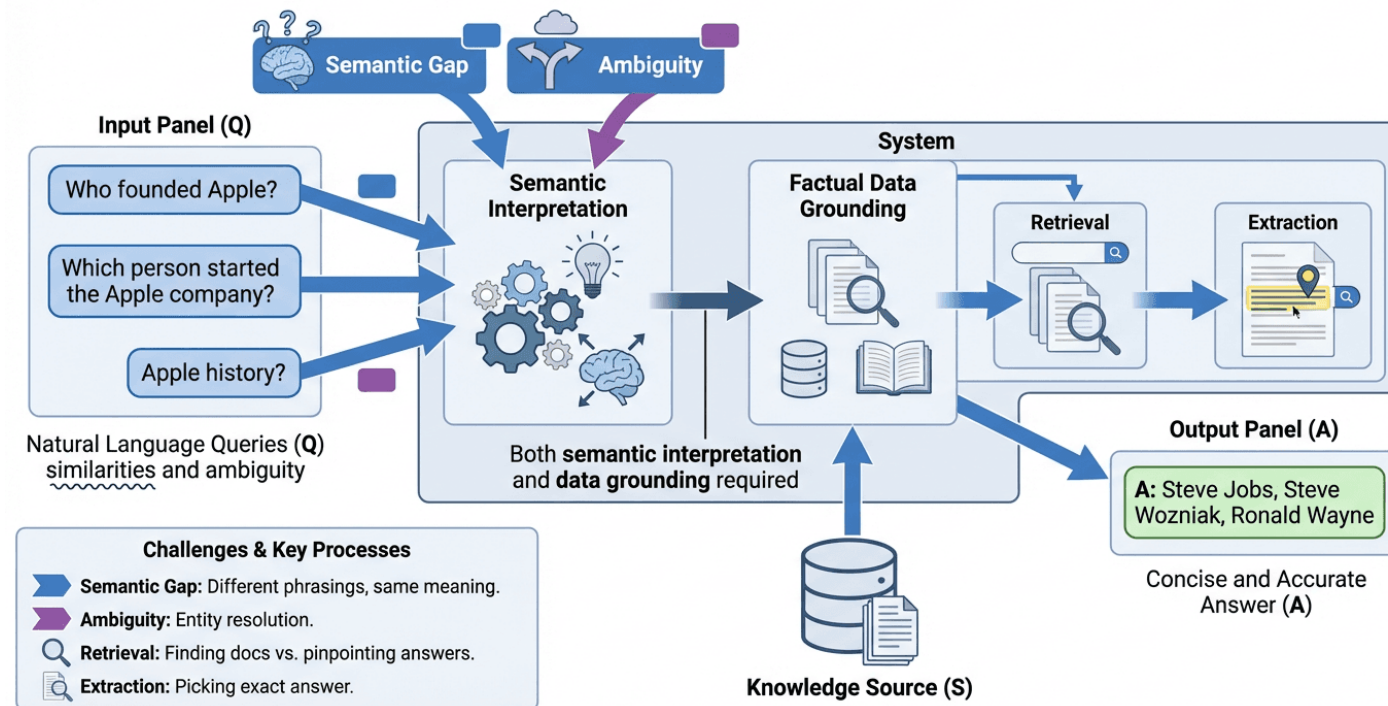 Semantic Gap
Ambiguity
Input Panel (Q)
Who founded Apple?
Which person started
the Apple company?
Apple history?
Natural Language Queries (Q)
similarities and ambiguity
System
Semantic
Interpretation
Factual Data
Grounding
Retrieval
Extraction
Both semantic interpretation
and data grounding required
Output Panel (A)
A: Steve Jobs, Steve
Wozniak, Ronald Wayne
Concise and Accurate
Answer (A)
Knowledge Source (S)
Challenges & Key Processes
Semantic Gap: Different phrasings, same meaning.
Ambiguity: Entity resolution.
Retrieval: Finding docs vs. pinpointing answers.
Extraction: Picking exact answer.